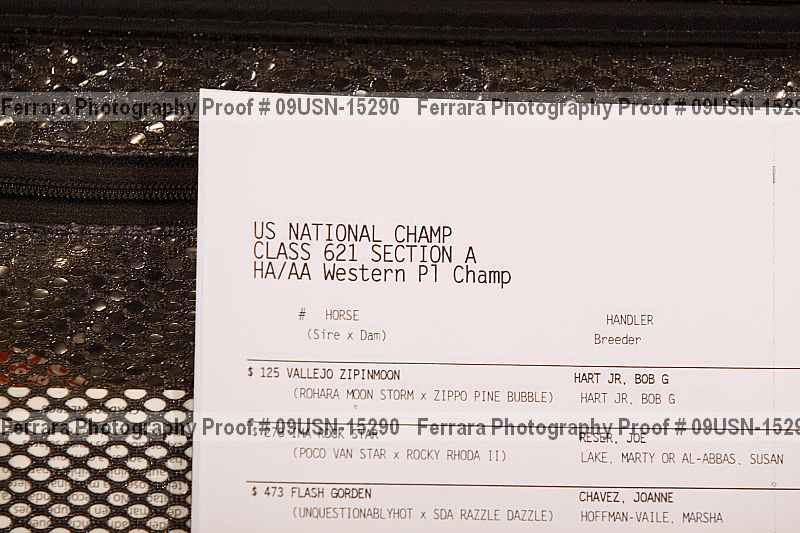 Ferrara Photography Proof # 09USN-15290 Ferrara Photography Proof # 09USN-1529
US NATIONAL CHAMP
CLASS 621 SECTION A
HA/AA Western Pl Champ
# HORSE HANDLER
(Sire x Dam) Breeder
$ 125 VALLEJO ZIPINMOON HART JR, BOB G
(ROHARA MOON STORM x ZIPPO PINE BUBBLE) HART JR, BOB G
Ferrara Photography Proof # 09USN-15290 Ferrara Photography Proof # 09USN-1529
$ IMA ROCK STAR RESER, JOE
(POCO VAN STAR x ROCKY RHODA II) LAKE, MARTY OR AL-ABBAS, SUSAN
$ 473 FLASH GORDEN CHAVEZ, JOANNE
(UNQUESTIONABLYHOT x SDA RAZZLE DAZZLE) HOFFMAN-VAILE, MARSHA